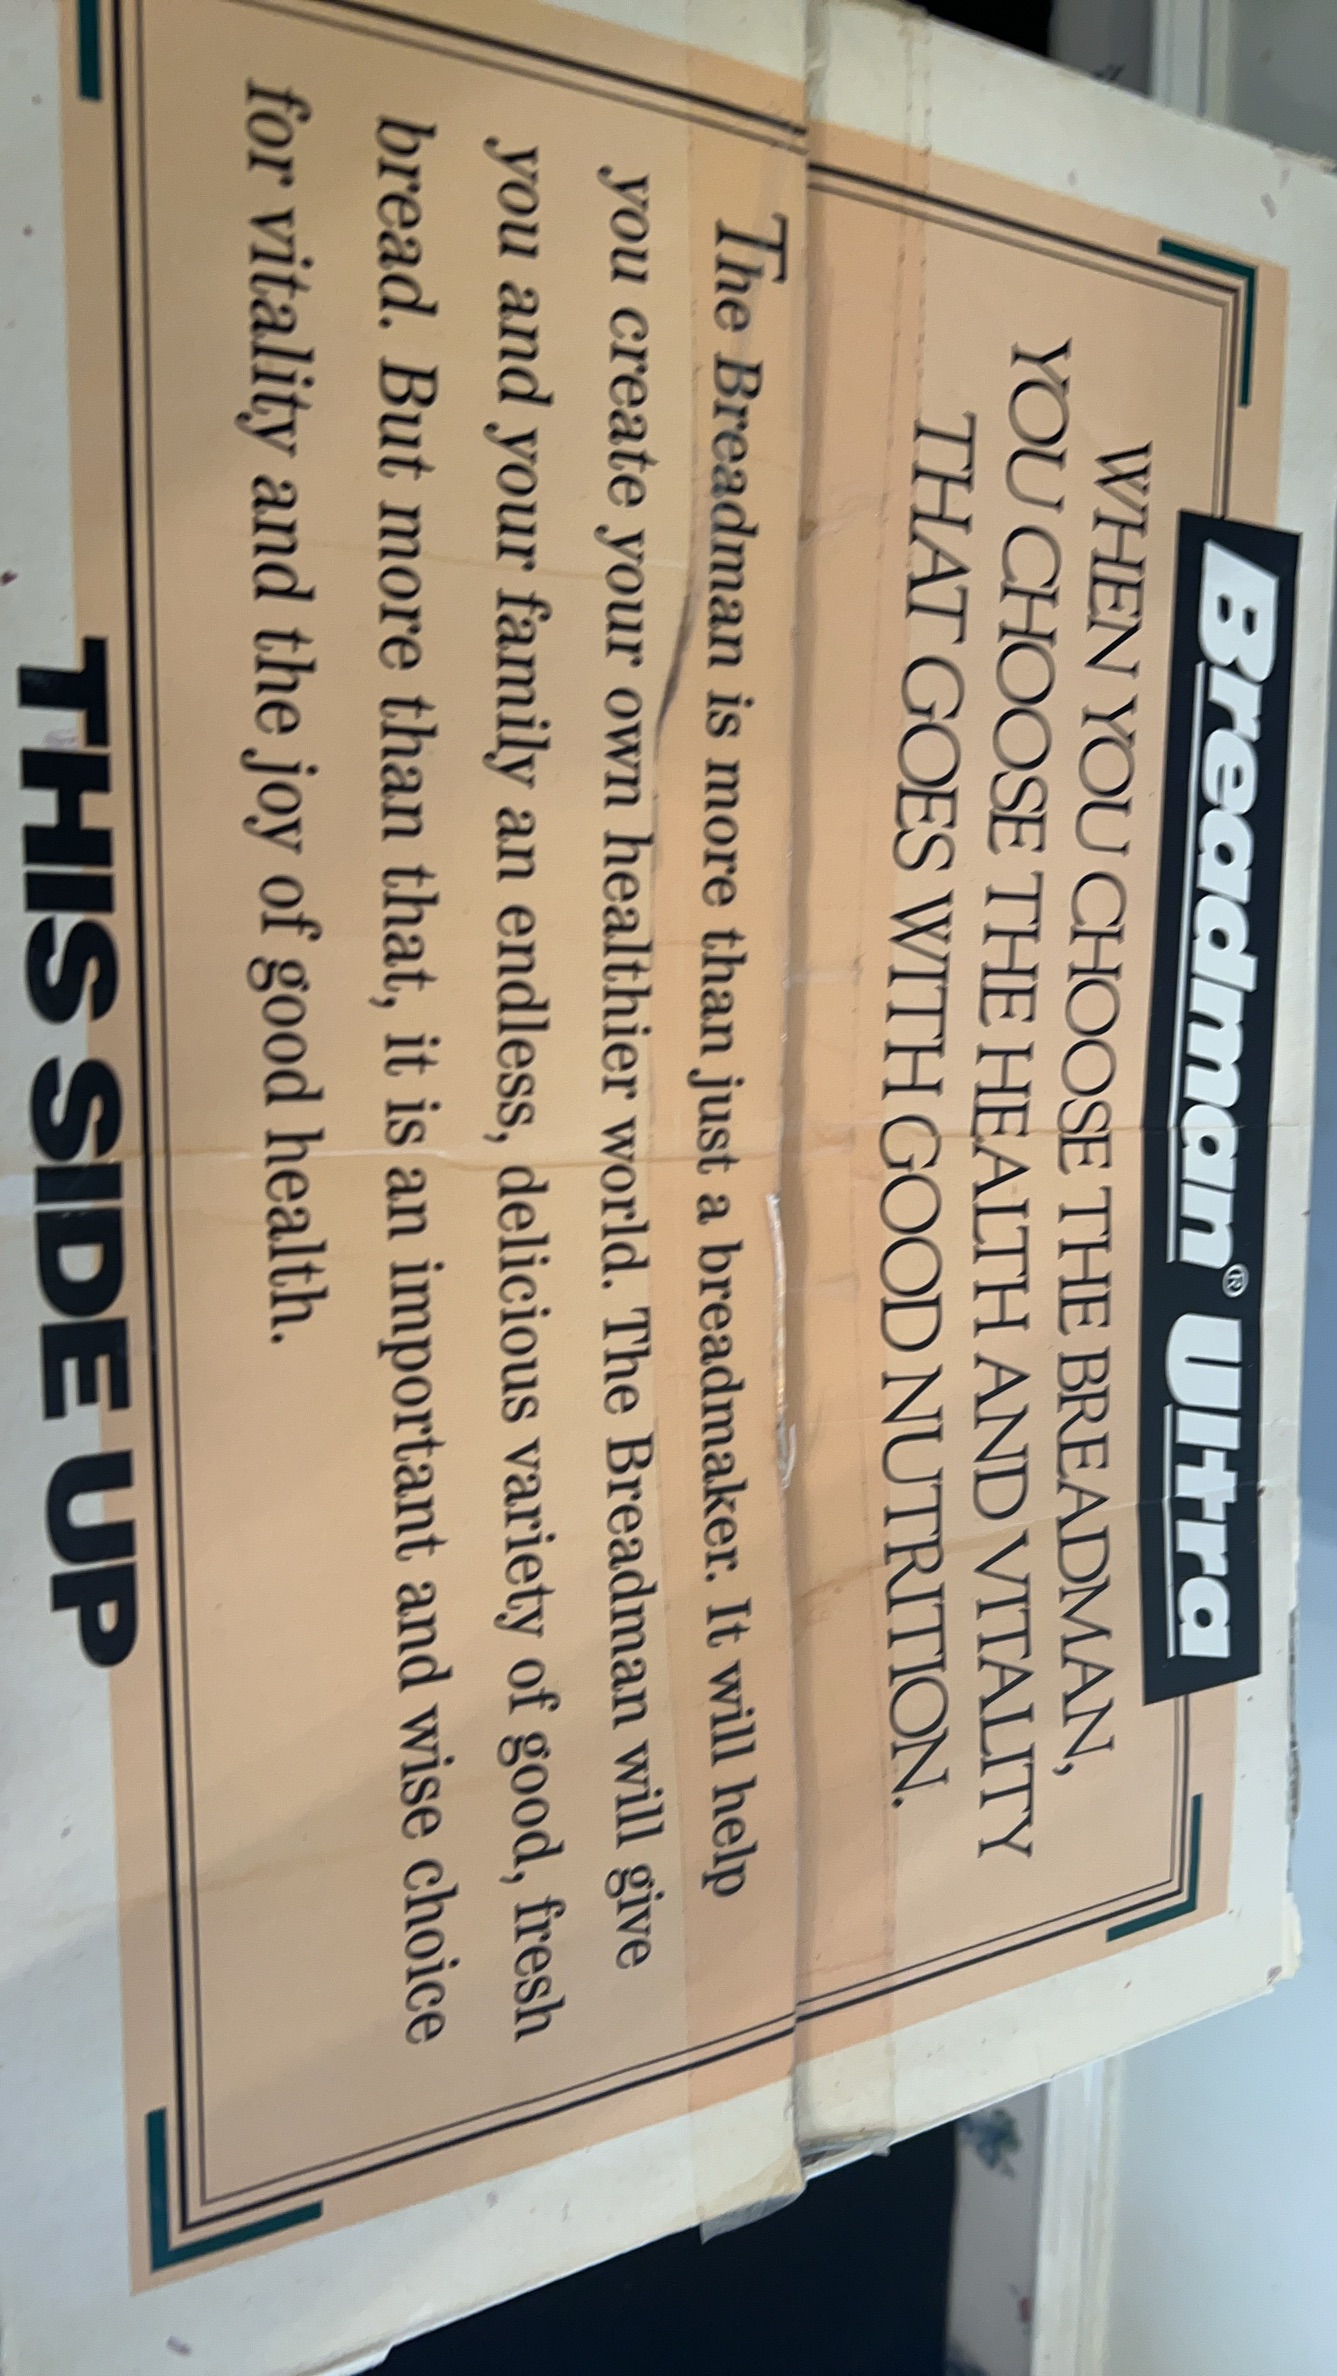 Breadman® Ultra
WHEN YOU CHOOSE THE BREADMAN,
YOU CHOOSE THE HEALTH AND VITALITY
THAT GOES WITH GOOD NUTRITION.
The Breadman is more than just a breadmaker. It will help
you create your own healthier world. The Breadman will give
you and your family an endless, delicious variety of good, fresh
bread. But more than that, it is an important and wise choice
for vitality and the joy of good health.
THIS SIDE UP